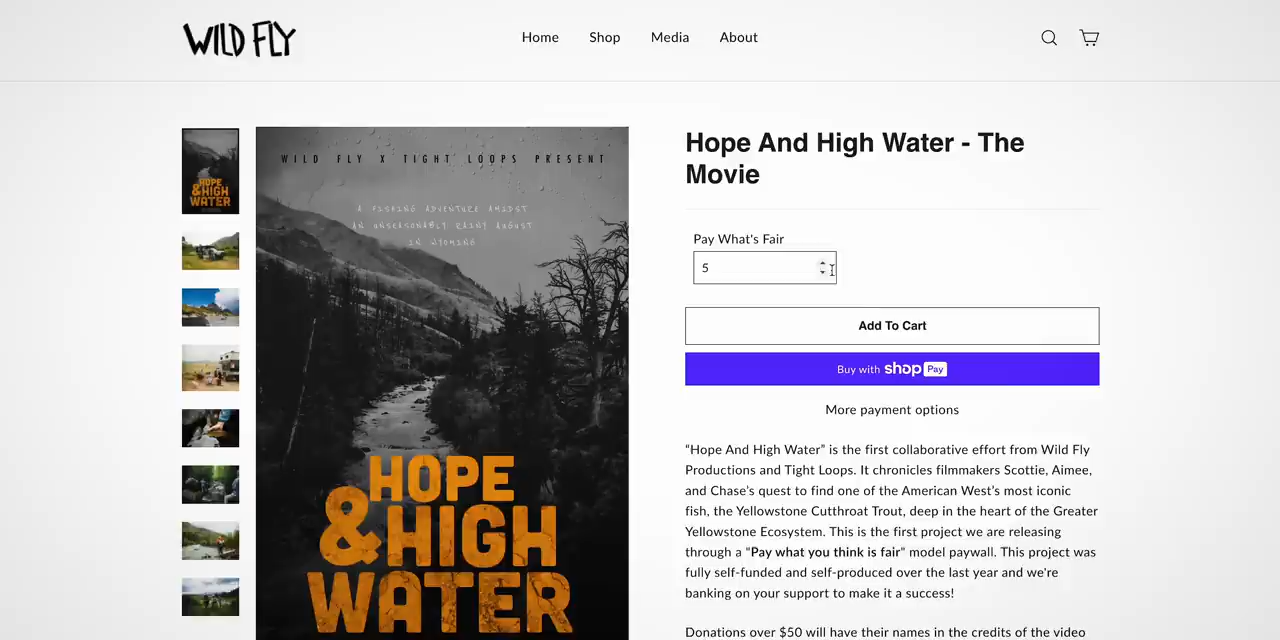 WILD FLY
Home Shop Media About
WILD FLY X TIGHT LOOPS PRESENT
A FISHING ADVENTURE AMIDST
AN UNSEASONABLY RAINY AUGUST
IN WYOMING
HOPE
& HIGH
WATER
HOPE
& HIGH
WATER
Hope And High Water - The
Movie
Pay What's Fair
5
Add To Cart
Buy with shop Pay
More payment options
“Hope And High Water” is the first collaborative effort from Wild Fly
Productions and Tight Loops. It chronicles filmmakers Scottie, Aimee,
and Chase’s quest to find one of the American West’s most iconic
fish, the Yellowstone Cutthroat Trout, deep in the heart of the Greater
Yellowstone Ecosystem. This is the first project we are releasing
through a “Pay what you think is fair” model paywall. This project was
fully self-funded and self-produced over the last year and we're
banking on your support to make it a success!
Donations over $50 will have their names in the credits of the video